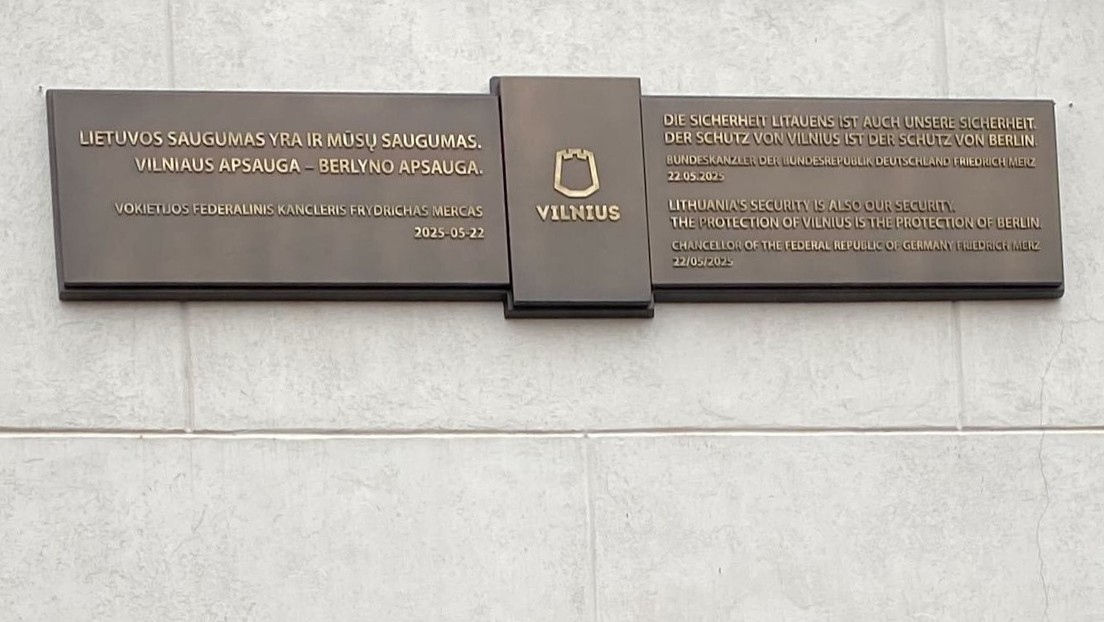 LIETUVOS SAUGUMAS YRA IR MŪSŲ SAUGUMAS.
VILNIAUS APSAUGA – BERLYNO APSAUGA.
VOKIETIJOS FEDERALINIS KANCLERIS FRYDRICHAS MERCAS
2025-05-22
VILNIUS
DIE SICHERHEIT LITAUENS IST AUCH UNSERE SICHERHEIT.
DER SCHUTZ VON VILNIUS IST DER SCHUTZ VON BERLIN.
BUNDESKANZLER DER BUNDESREPUBLIK DEUTSCHLAND FRIEDRICH MERZ
22.05.2025
LITHUANIA'S SECURITY IS ALSO OUR SECURITY.
THE PROTECTION OF VILNIUS IS THE PROTECTION OF BERLIN.
CHANCELLOR OF THE FEDERAL REPUBLIC OF GERMANY FRIEDRICH MERZ
22/05/2025